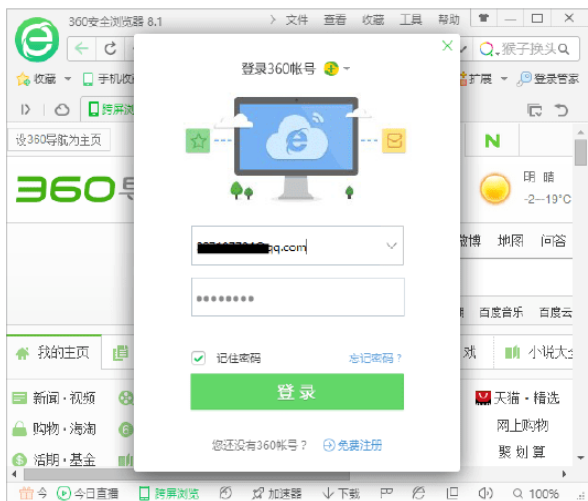 360安全浏览器 8.1
文件 查看 收藏 工具 帮助
猴子换头
收藏 手机收
扩展 登录管家
跨屏浏
设360导航为主页
N
360导
明 晴
-2~19°C
微博 地图 问答
百度音乐 百度云
我的主页
戏 小说大全
新闻·视频
天猫·精选
购物·海淘
网上购物
活期·基金
聚划算
登录360帐号
qq.com
记住密码
忘记密码?
登录
您还没有360帐号? 免费注册
今 今日直播 跨屏浏览 加速器 下载 100%